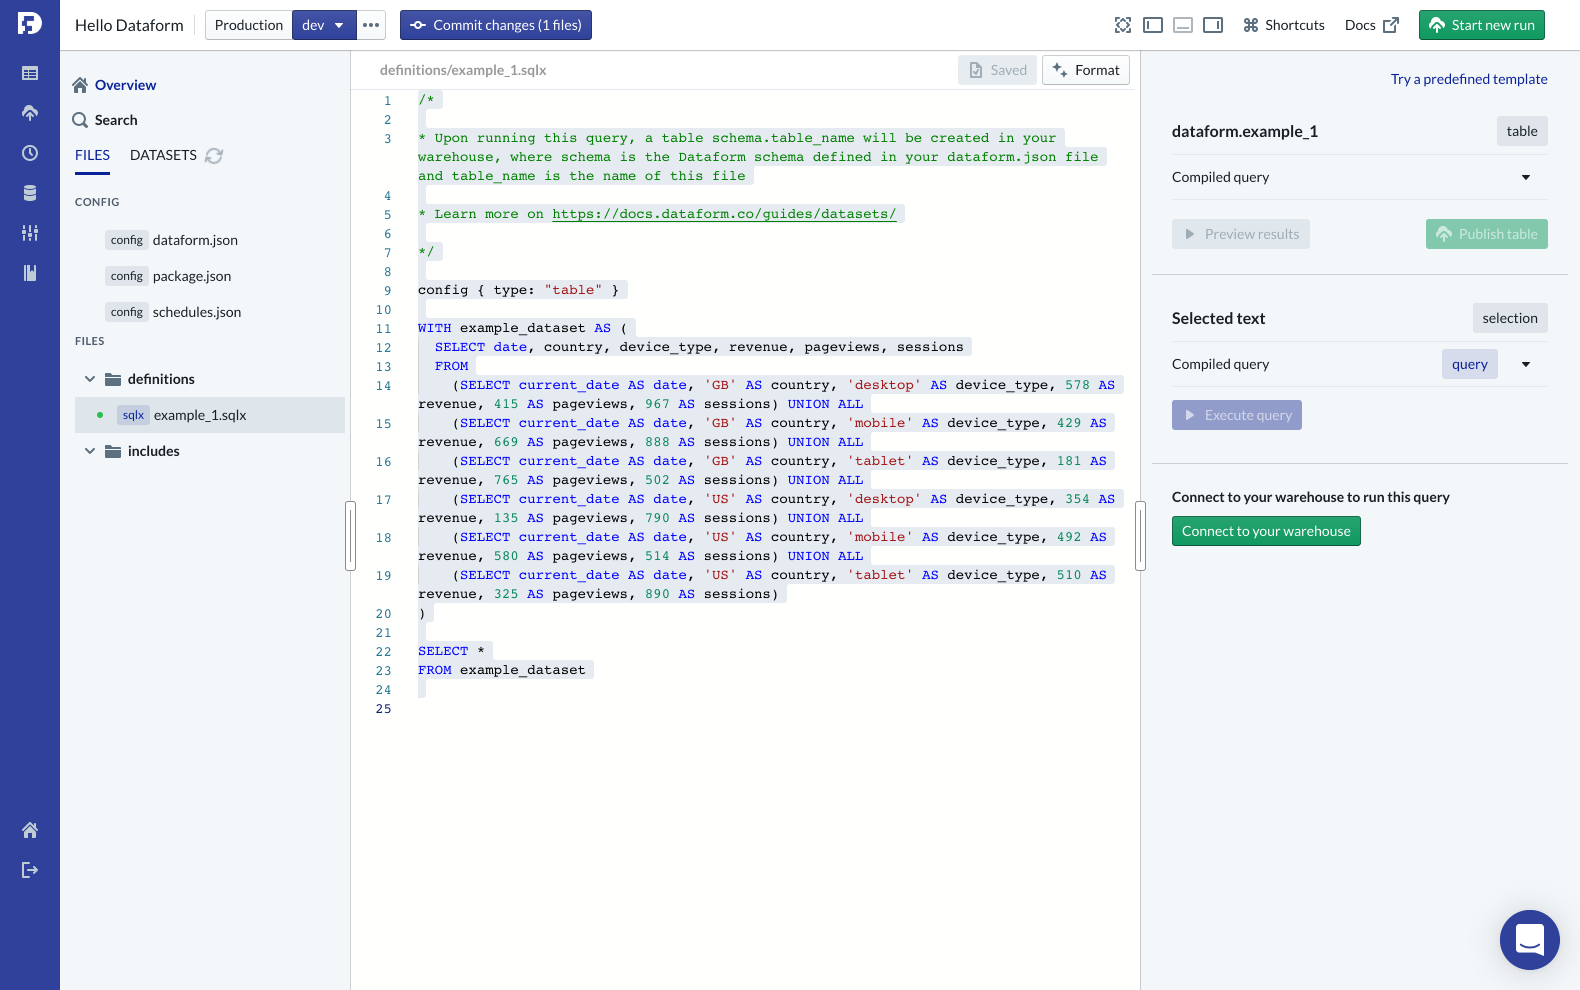 Hello Dataform
Production
dev
Commit changes (1 files)
Shortcuts
Docs
Start new run
Overview
Search
FILES
DATASETS
CONFIG
config dataform.json
config package.json
config schedules.json
FILES
definitions
sqlx example_1.sqlx
includes
definitions/example_1.sqlx
Saved
Format
1 /*
2
3 * Upon running this query, a table schema.table_name will be created in your
warehouse, where schema is the Dataform schema defined in your dataform.json file
and table_name is the name of this file
4
5 * Learn more on https://docs.dataform.co/guides/datasets/
6
7 */
8
9 config { type: "table" }
10
11 WITH example_dataset AS (
12 SELECT date, country, device_type, revenue, pageviews, sessions
13 FROM
14 (SELECT current_date AS date, 'GB' AS country, 'desktop' AS device_type, 578 AS
revenue, 415 AS pageviews, 967 AS sessions) UNION ALL
15 (SELECT current_date AS date, 'GB' AS country, 'mobile' AS device_type, 429 AS
revenue, 669 AS pageviews, 888 AS sessions) UNION ALL
16 (SELECT current_date AS date, 'GB' AS country, 'tablet' AS device_type, 181 AS
revenue, 765 AS pageviews, 502 AS sessions) UNION ALL
17 (SELECT current_date AS date, 'US' AS country, 'desktop' AS device_type, 354 AS
revenue, 135 AS pageviews, 790 AS sessions) UNION ALL
18 (SELECT current_date AS date, 'US' AS country, 'mobile' AS device_type, 492 AS
revenue, 580 AS pageviews, 514 AS sessions) UNION ALL
19 (SELECT current_date AS date, 'US' AS country, 'tablet' AS device_type, 510 AS
revenue, 325 AS pageviews, 890 AS sessions)
20 )
21
22 SELECT *
23 FROM example_dataset
24
25
Try a predefined template
dataform.example_1
table
Compiled query
Preview results
Publish table
Selected text
selection
Compiled query
query
Execute query
Connect to your warehouse to run this query
Connect to your warehouse